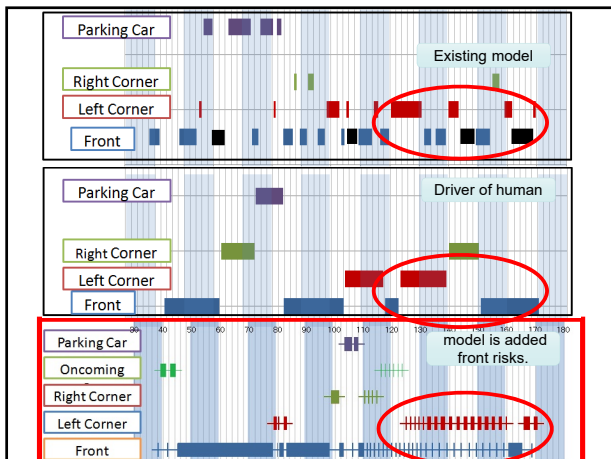 Parking Car
Existing model
Right Corner
Left Corner
Front
Parking Car
Driver of human
Right Corner
Left Corner
Front
30 40 50 60 70 80 90 100 110 120 130 140 150 160 170 180
Parking Car
model is added
front risks.
Oncoming
Right Corner
Left Corner
Front